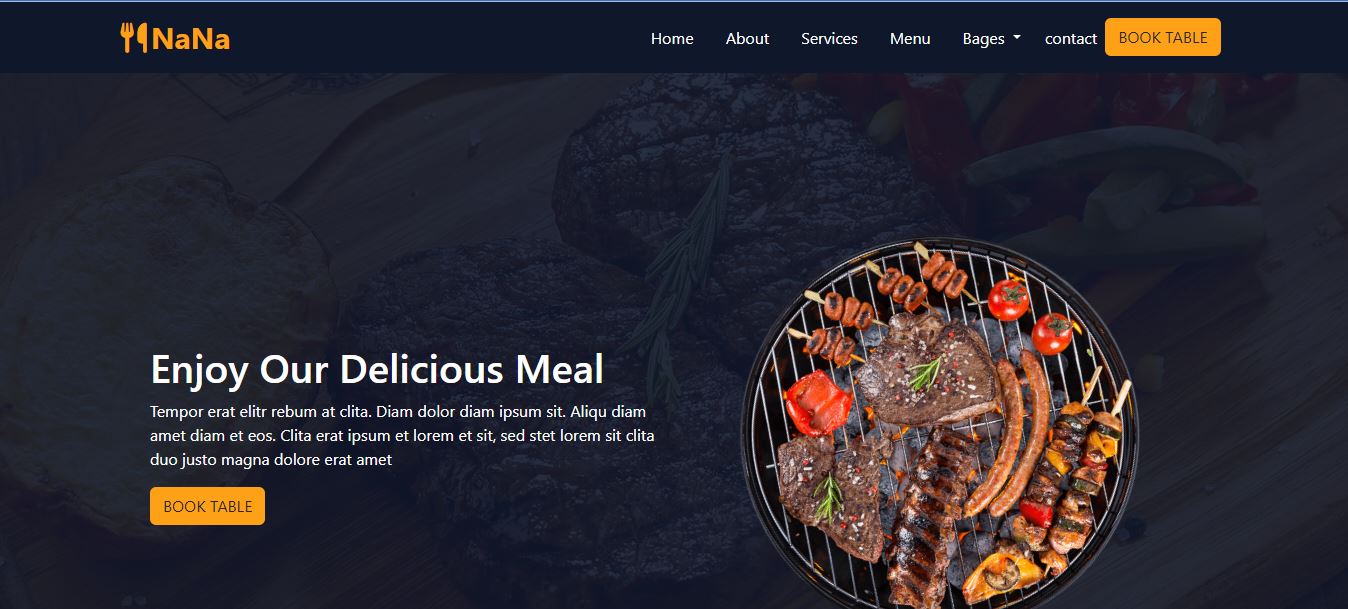 NaNa
Home About Services Menu Bages contact BOOK TABLE
Enjoy Our Delicious Meal
Tempor erat elitr rebum at clita. Diam dolor diam ipsum sit. Aliqu diam
amet diam et eos. Clita erat ipsum et lorem et sit, sed stet lorem sit clita
duo justo magna dolore erat amet
BOOK TABLE